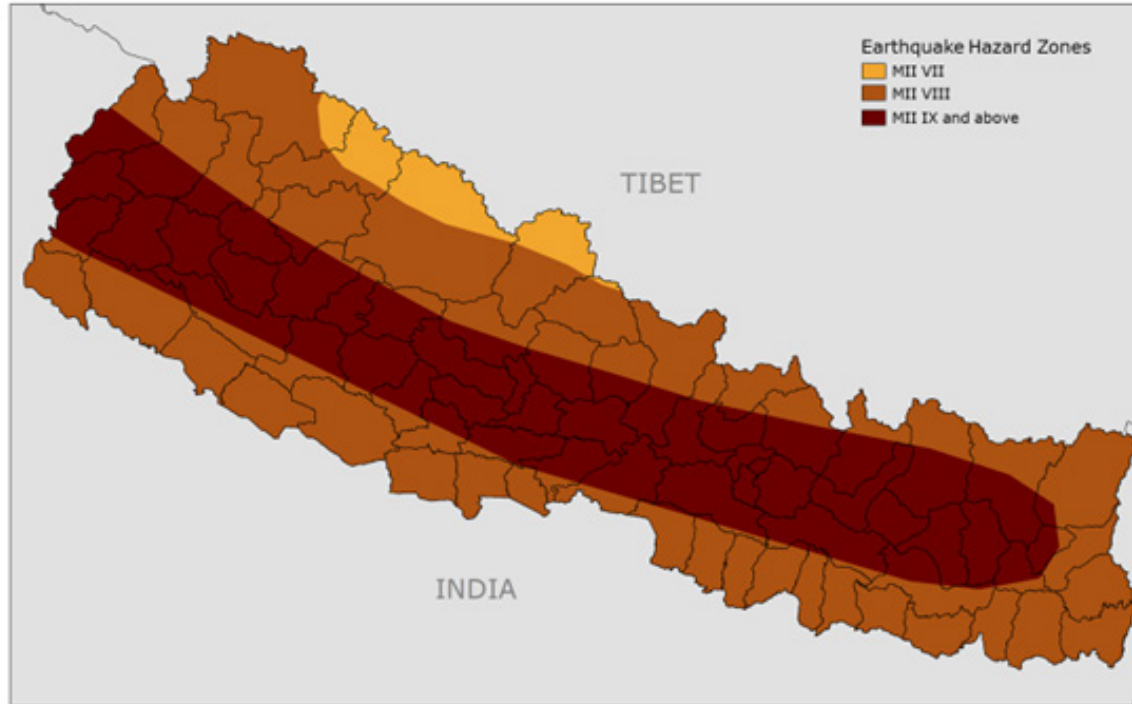 Earthquake Hazard Zones
MII VII
MII VIII
MII IX and above
TIBET
INDIA